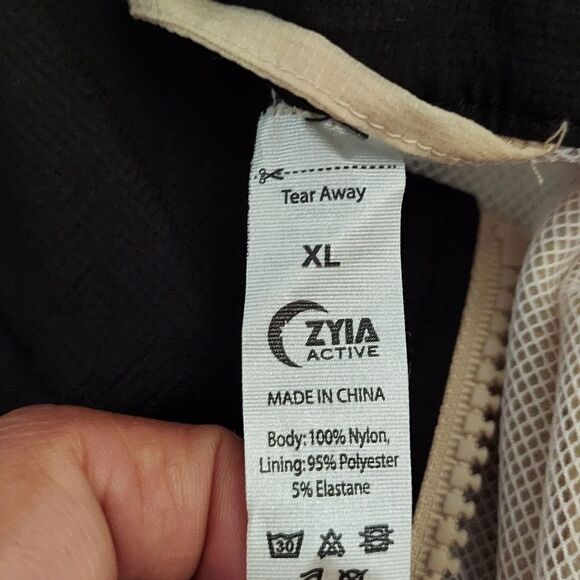 Tear Away
XL
ZYIA
ACTIVE
MADE IN CHINA
Body:100% Nylon,
Lining:95% Polyester
5% Elastane
30